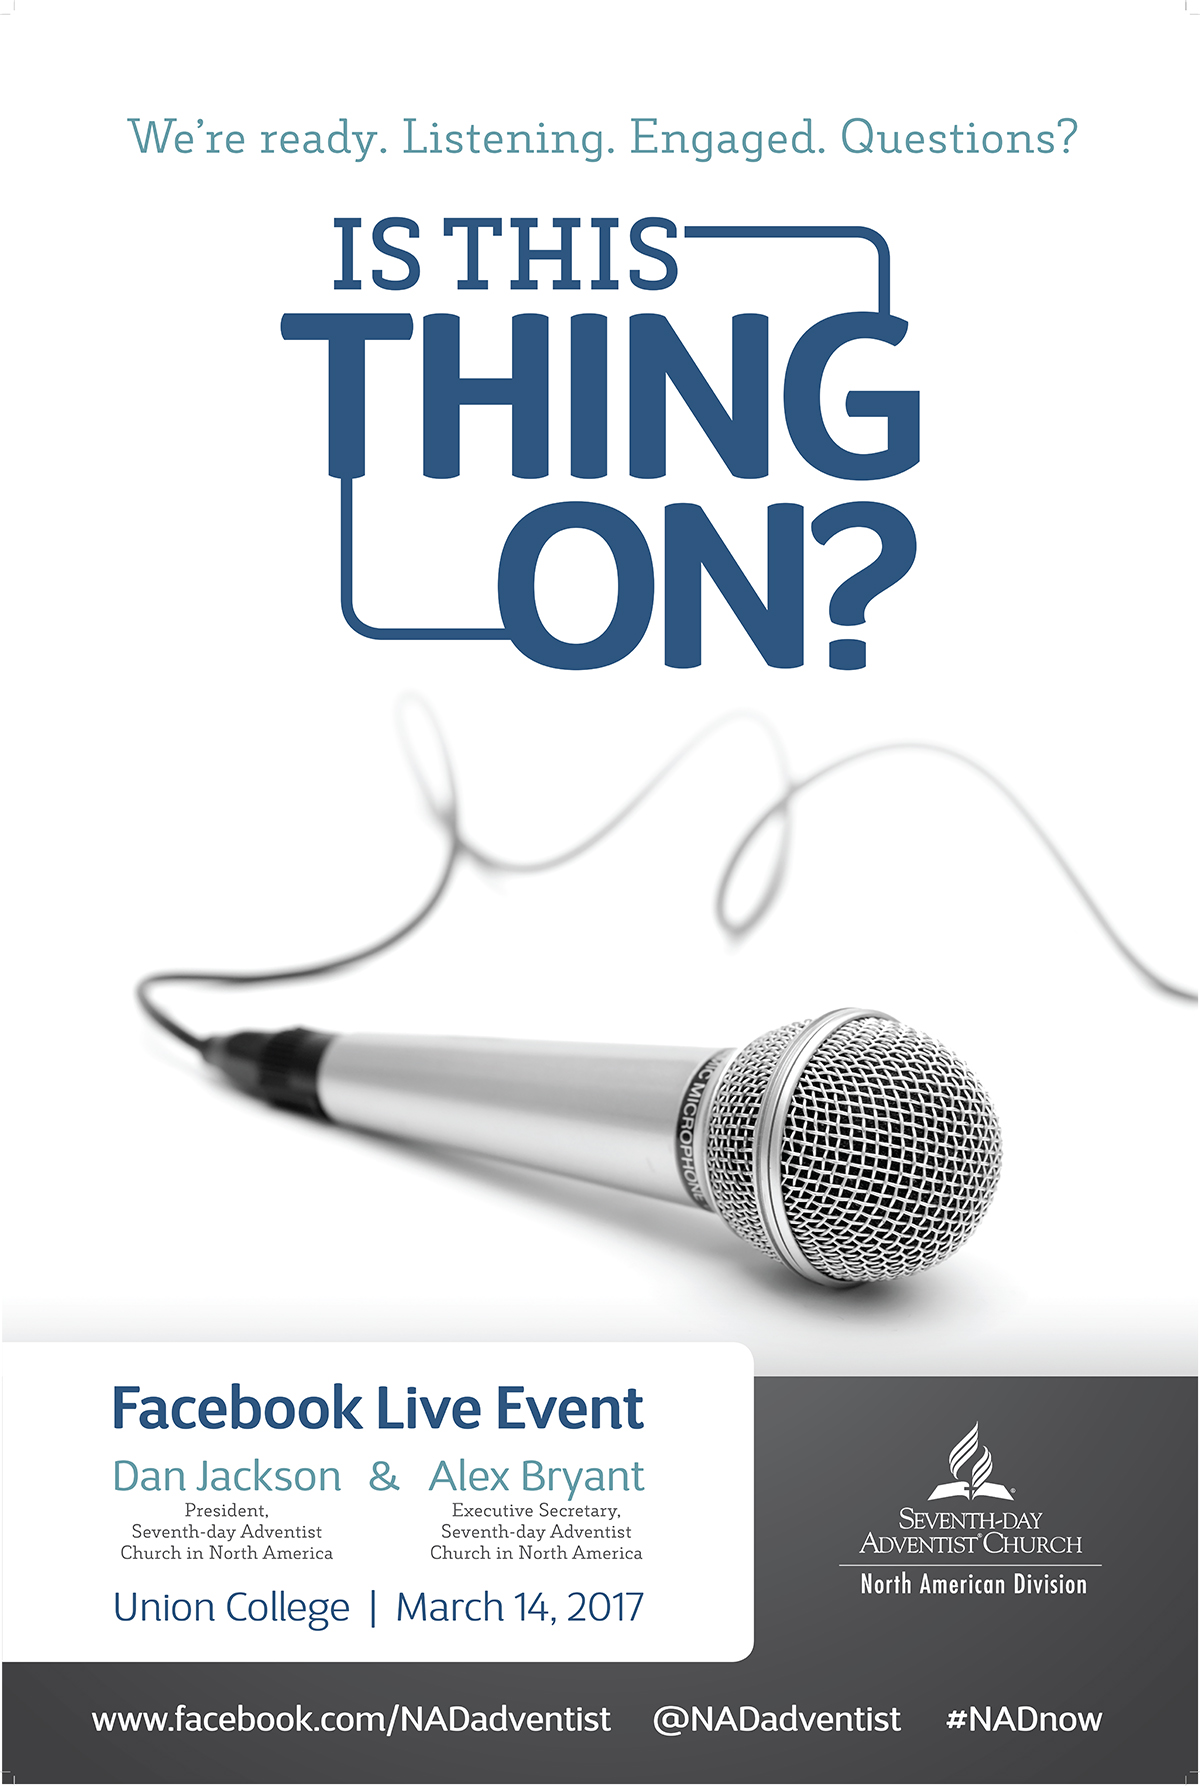 We're ready. Listening. Engaged. Questions?
IS THIS
THING
ON?
MIC MICROPHONE
Facebook Live Event
Dan Jackson & Alex Bryant
President,
Seventh-day Adventist
Church in North America
Executive Secretary,
Seventh-day Adventist
Church in North America
Union College | March 14, 2017
SEVENTH-DAY
ADVENTIST® CHURCH
North American Division
www.facebook.com/NADadventist @NADadventist #NADnow